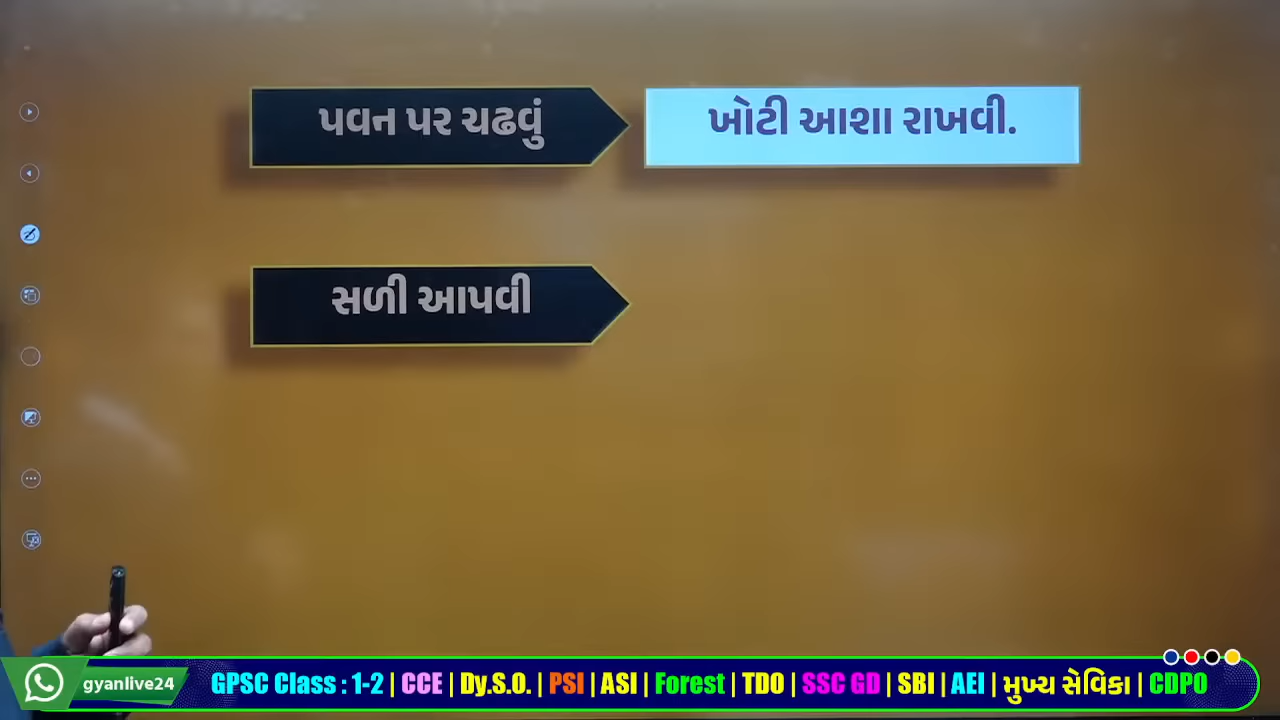 પવન પર ચઢવું
ખોટી આશા રાખવી.
સળી આપવી
gyanlive24
GPSC Class : 1-2 | CCE | Dy.S.O. | PSI | ASI | Forest | TDO | SSC GD | SBI | AEI | મુખ્ય સેવિકા | CDPO